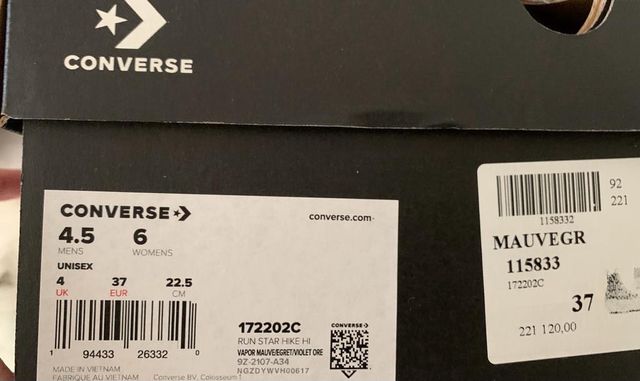 CONVERSE
CONVERSE
converse.com
4.5 6
MENS WOMENS
UNISEX
4 37 22.5
UK EUR CM
1 94433 26332 0
MADE IN VIETNAM
FABRIQUÉ AU VIETNAM Converse BV, Colosseum 1
172202C
RUN STAR HIKE HI
VAPOR MAUVE/EGRET/VIOLET ORE
9Z-2107-A34
NGZDYWVH00617
CONVERSE
92
221
1158332
MAUVEGR
115833
172202C
37
221 120,00